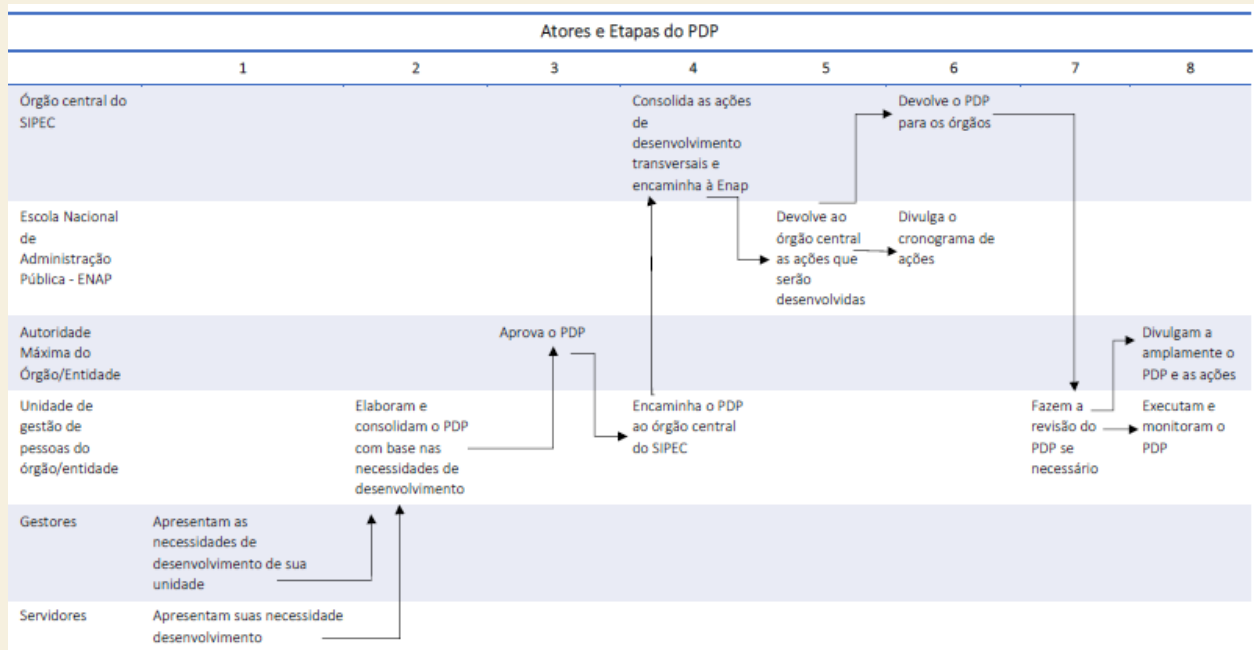 Atores e Etapas do PDP
1 2 3 4 5 6 7 8
Órgão central do
SIPEC
Consolida as ações
de
desenvolvimento
transversais e
encaminha à Enap
Devolve o PDP
para os órgãos
Escola Nacional
de
Administração
Pública - ENAP
Devolve ao
órgão central
as ações que
serão
desenvolvidas
Divulga o
cronograma de
ações
Autoridade
Máxima do
Órgão/Entidade
Aprova o PDP
Divulgam a
amplamente o
PDP e as ações
Unidade de
gestão de
pessoas do
órgão/entidade
Elaboram e
consolidam o PDP
com base nas
necessidades de
desenvolvimento
Encaminha o PDP
ao órgão central
do SIPEC
Fazem a
revisão do
PDP se
necessário
Executam e
monitoram o
PDP
Gestores
Apresentam as
necessidades de
desenvolvimento de sua
unidade
Servidores
Apresentam suas necessidade
desenvolvimento